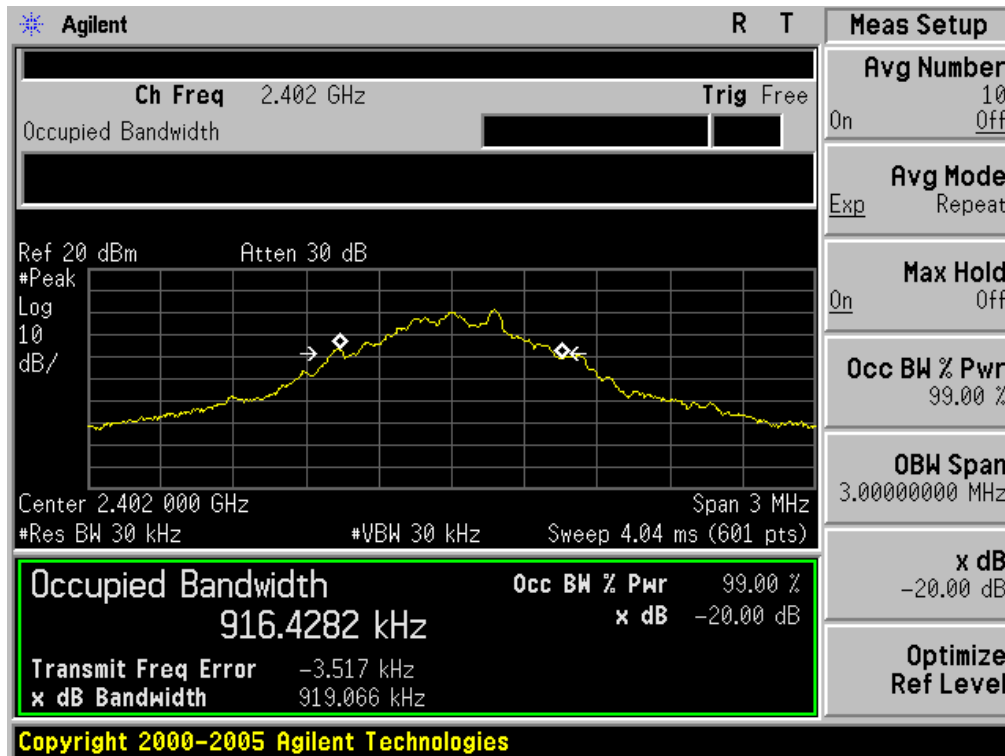 Agilent R T
Ch Freq 2.402 GHz Trig Free
Occupied Bandwidth
Ref 20 dBm Atten 30 dB
#Peak
Log
10
dB/
Center 2.402 000 GHz Span 3 MHz
#Res BW 30 kHz #VBW 30 kHz Sweep 4.04 ms (601 pts)
Occupied Bandwidth Occ BW % Pwr 99.00 %
916.4282 kHz x dB -20.00 dB
Transmit Freq Error -3.517 kHz
x dB Bandwidth 919.066 kHz
Copyright 2000-2005 Agilent Technologies
Meas Setup
Avg Number
10
On Off
Avg Mode
Exp Repeat
Max Hold
On Off
Occ BW % Pwr
99.00 %
OBW Span
3.00000000 MHz
x dB
-20.00 dB
Optimize
Ref Level